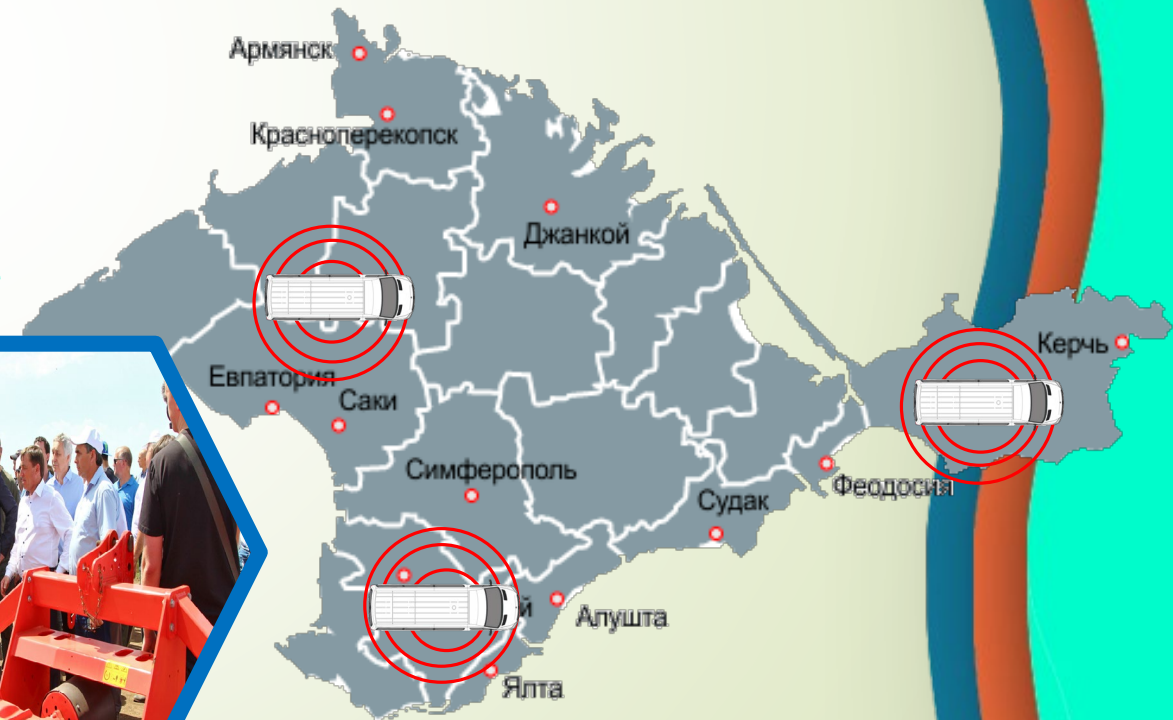 Армянск
Красноперекопск
Джанкой
Керчь
Евпатория
Саки
Симферополь
Феодосия
Судак
й
Алушта
Ялта